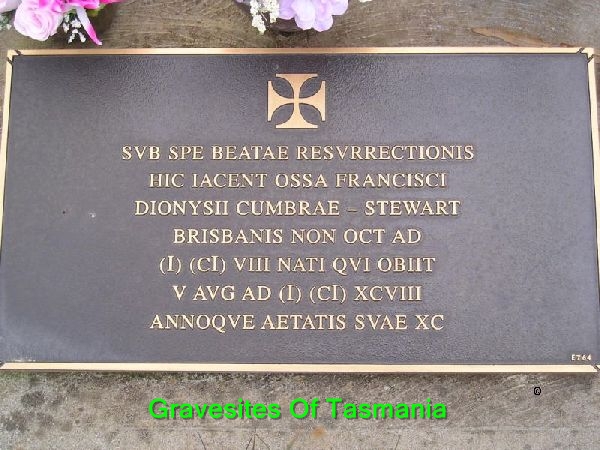 SVB SPE BEATAE RESVRRECTIONIS
HIC IACENT OSSA FRANCISCI
DIONYSII CUMBRAE – STEWART
BRISBANIS NON OCT AD
(I) (CI) VIII NATI QVI OBIIT
V AVG AD (I) (CI) XCVIII
ANNOQVE AETATIS SVAE XC
E764
©
Gravesites Of Tasmania